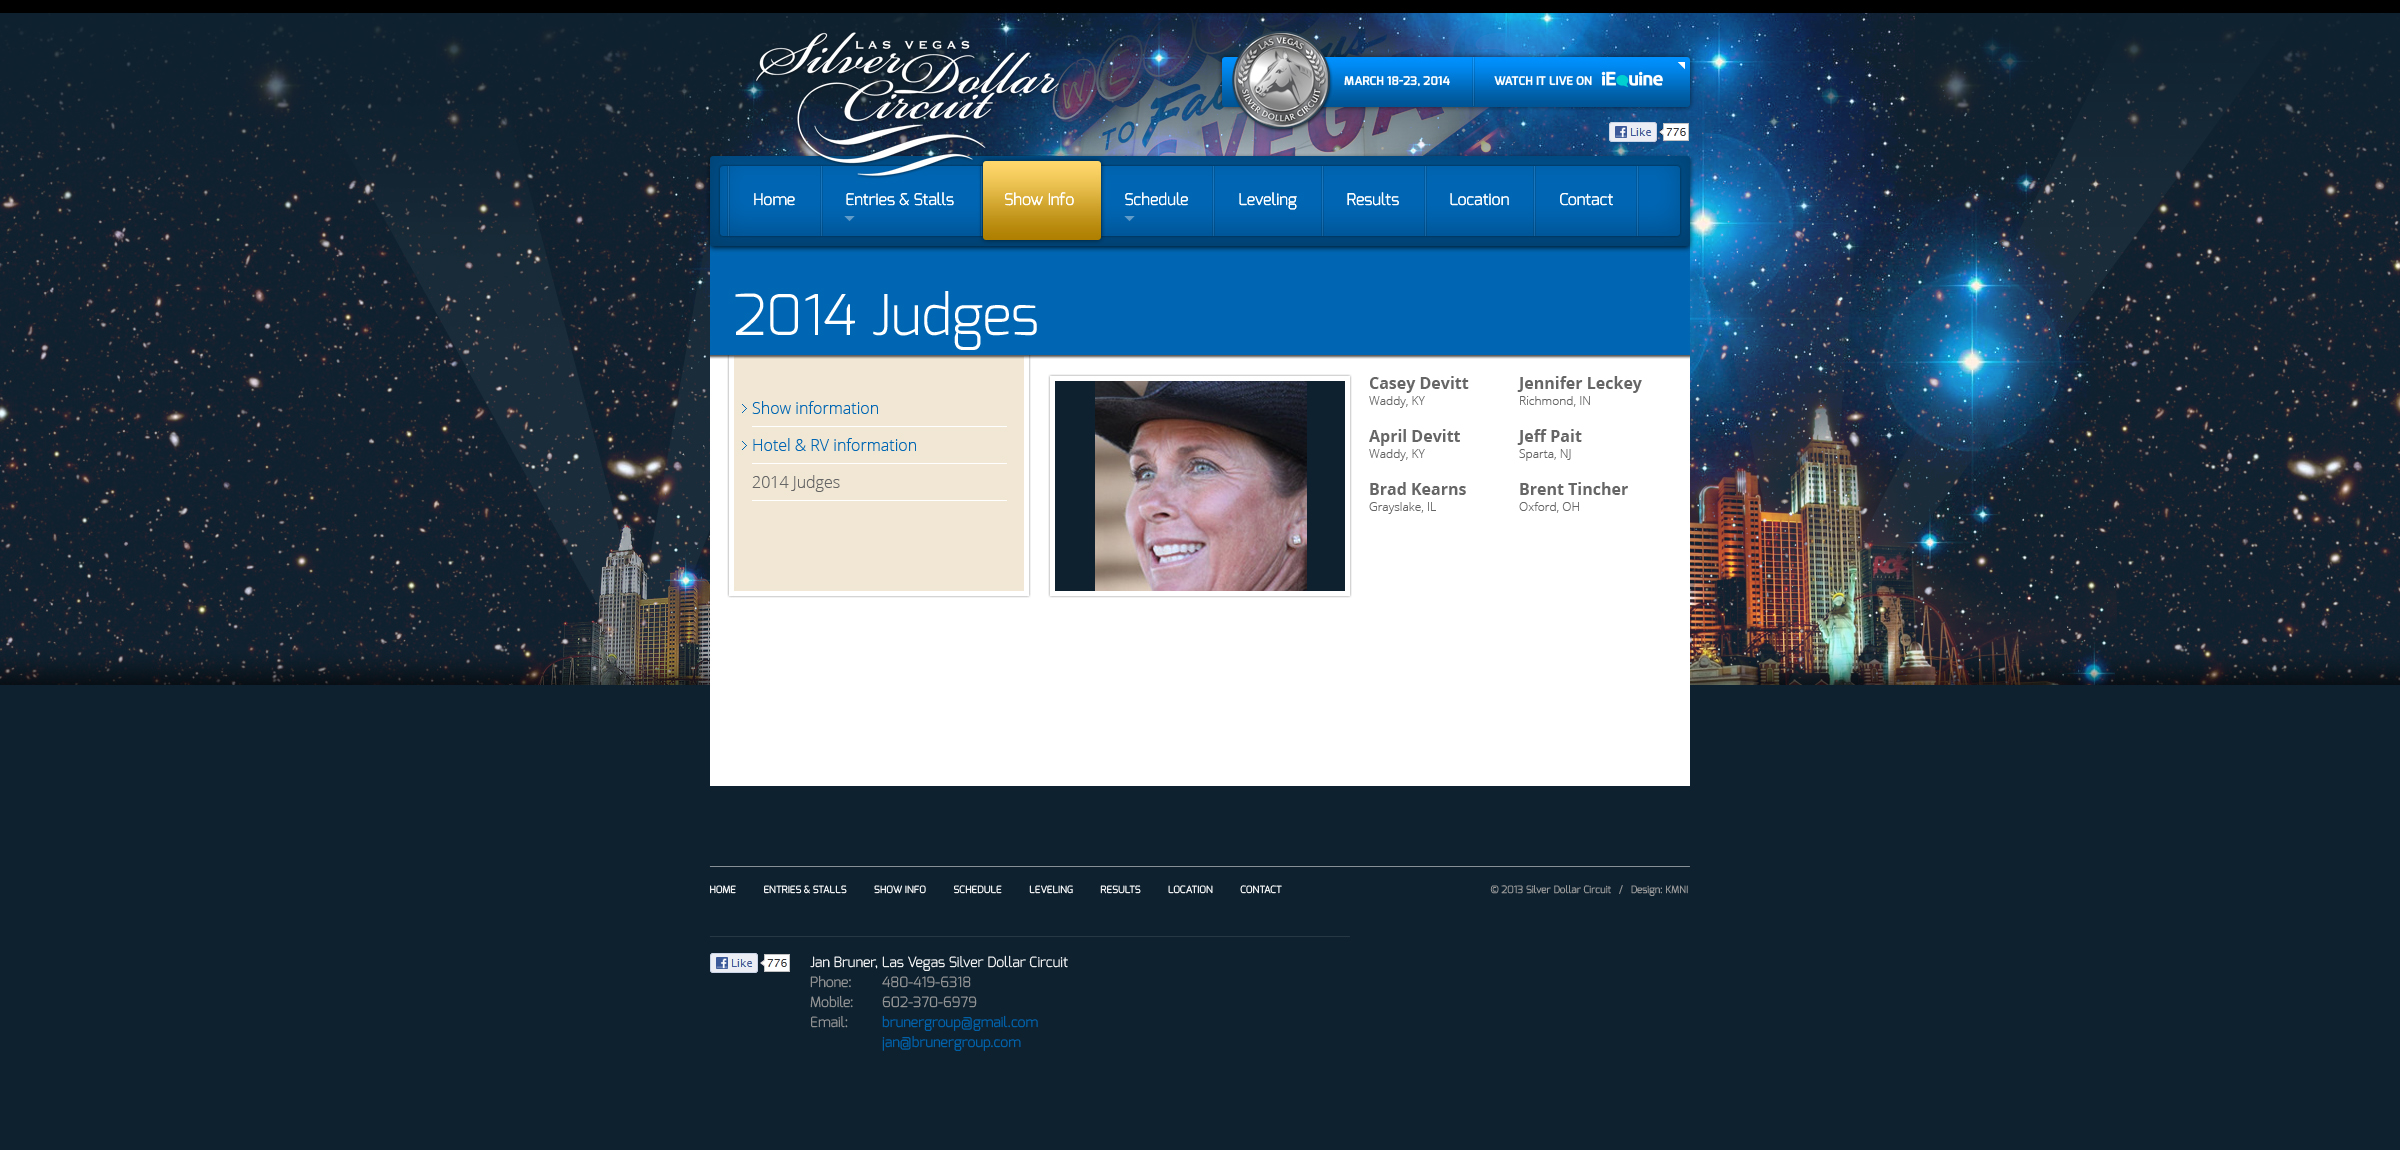 LAS VEGAS
Silver Dollar
Circuit
WE
TO Fabulous
VEGA
LAS VEGAS
SILVER DOLLAR CIRCUIT
MARCH 18-23, 2014
WATCH IT LIVE ON iEquine
Like 776
Home
Entries & Stalls
Show Info
Schedule
Leveling
Results
Location
Contact
2014 Judges
Show information
Hotel & RV information
2014 Judges
Casey Devitt
Waddy, KY
April Devitt
Waddy, KY
Brad Kearns
Grayslake, IL
Jennifer Leckey
Richmond, IN
Jeff Pait
Sparta, NJ
Brent Tincher
Oxford, OH
HOME
ENTRIES & STALLS
SHOW INFO
SCHEDULE
LEVELING
RESULTS
LOCATION
CONTACT
© 2013 Silver Dollar Circuit / Design: KMNI
Like 776
Jan Bruner, Las Vegas Silver Dollar Circuit
Phone: 480-419-6318
Mobile: 602-370-6979
Email: brunergroup@gmail.com
jan@brunergroup.com